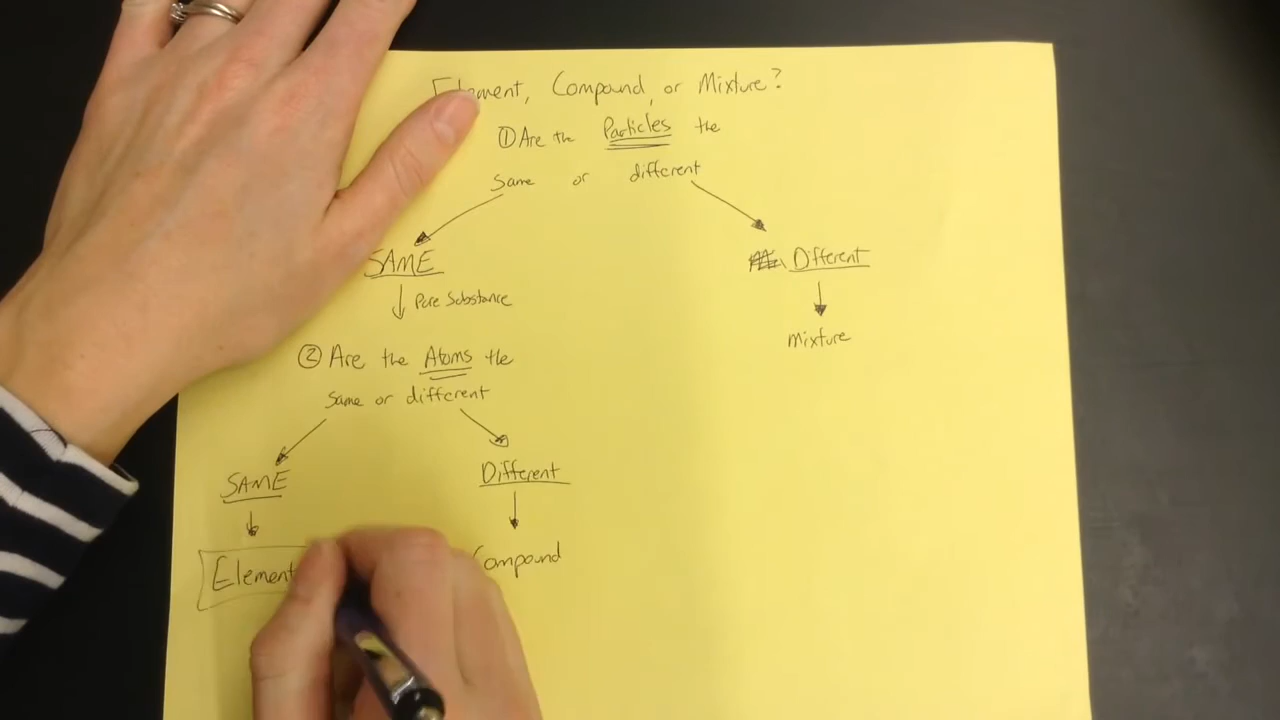 Element, Compound, or Mixture?
① Are the Particles the
same or different
SAME
Different
Pure Substance
mixture
② Are the Atoms the
same or different
SAME
Different
Element
Compound